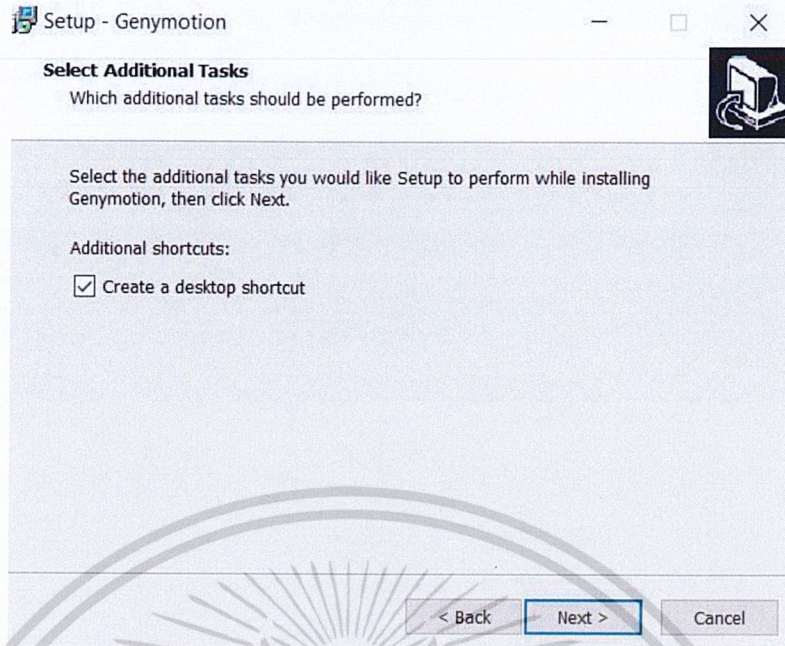 Setup - Genymotion
Select Additional Tasks
Which additional tasks should be performed?
Select the additional tasks you would like Setup to perform while installing
Genymotion, then click Next.
Additional shortcuts:
Create a desktop shortcut
< Back
Next >
Cancel